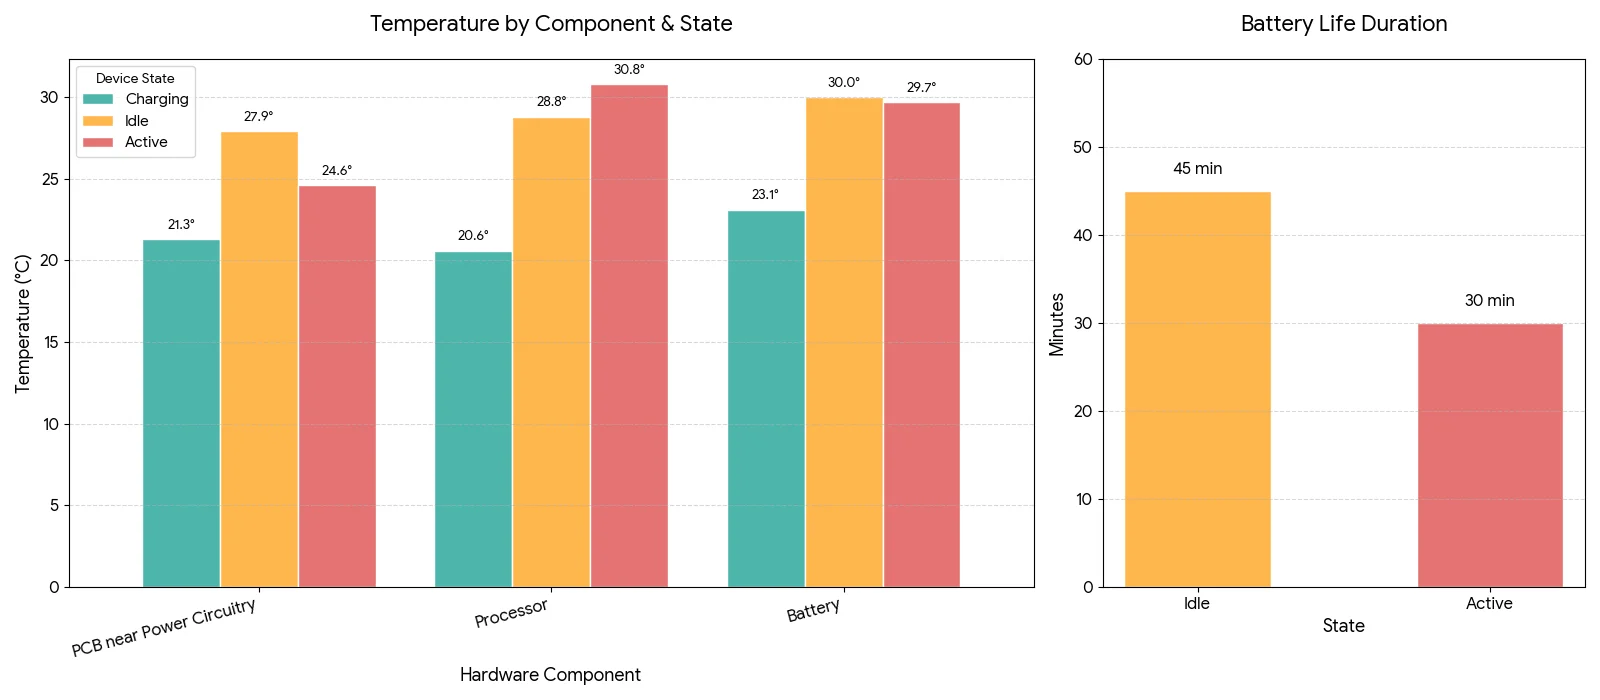 Temperature by Component & State
Device State
Charging
Idle
Active
21.3°
27.9°
24.6°
20.6°
28.8°
30.8°
23.1°
30.0°
29.7°
30
25
20
15
10
5
0
Temperature (°C)
PCB near Power Circuitry
Processor
Battery
Hardware Component
Battery Life Duration
60
50
40
30
20
10
0
Minutes
45 min
30 min
Idle
Active
State